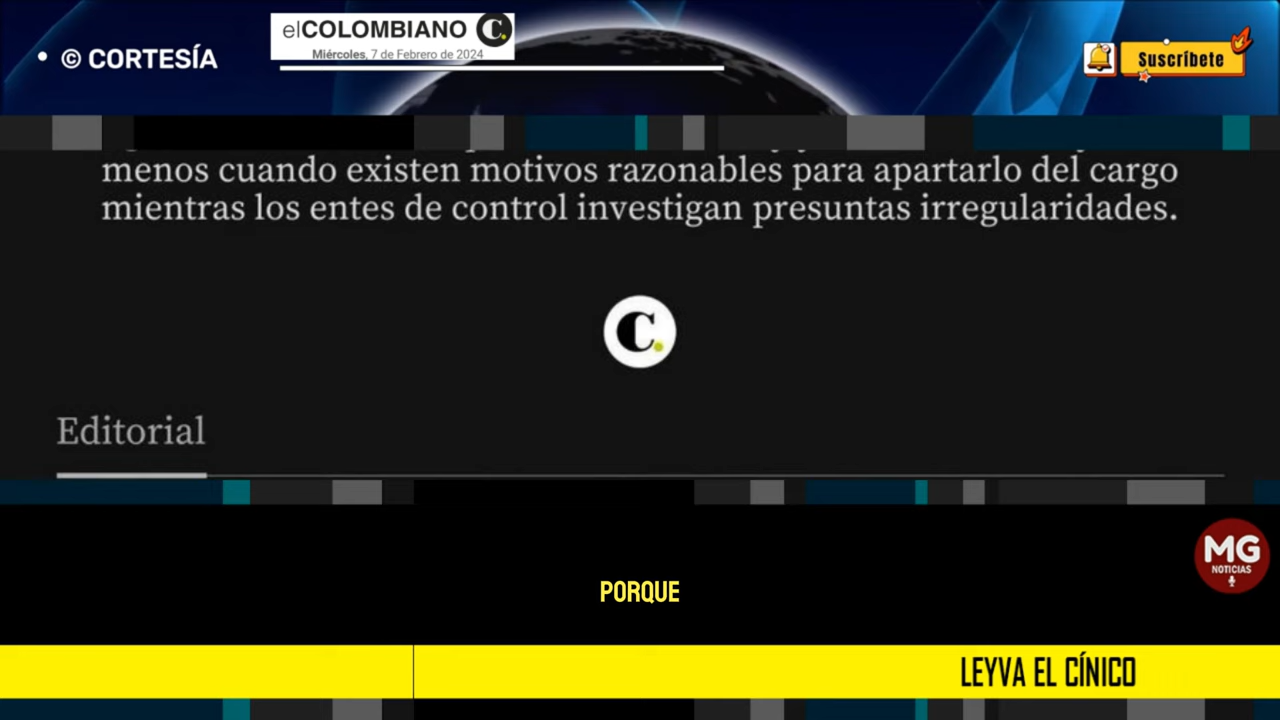 © CORTESÍA
elCOLOMBIANO C.
Miércoles, 7 de Febrero de 2024
Suscríbete
menos cuando existen motivos razonables para apartarlo del cargo
mientras los entes de control investigan presuntas irregularidades.
C.
Editorial
MG
NOTICIAS
PORQUE
LEYVA EL CÍNICO